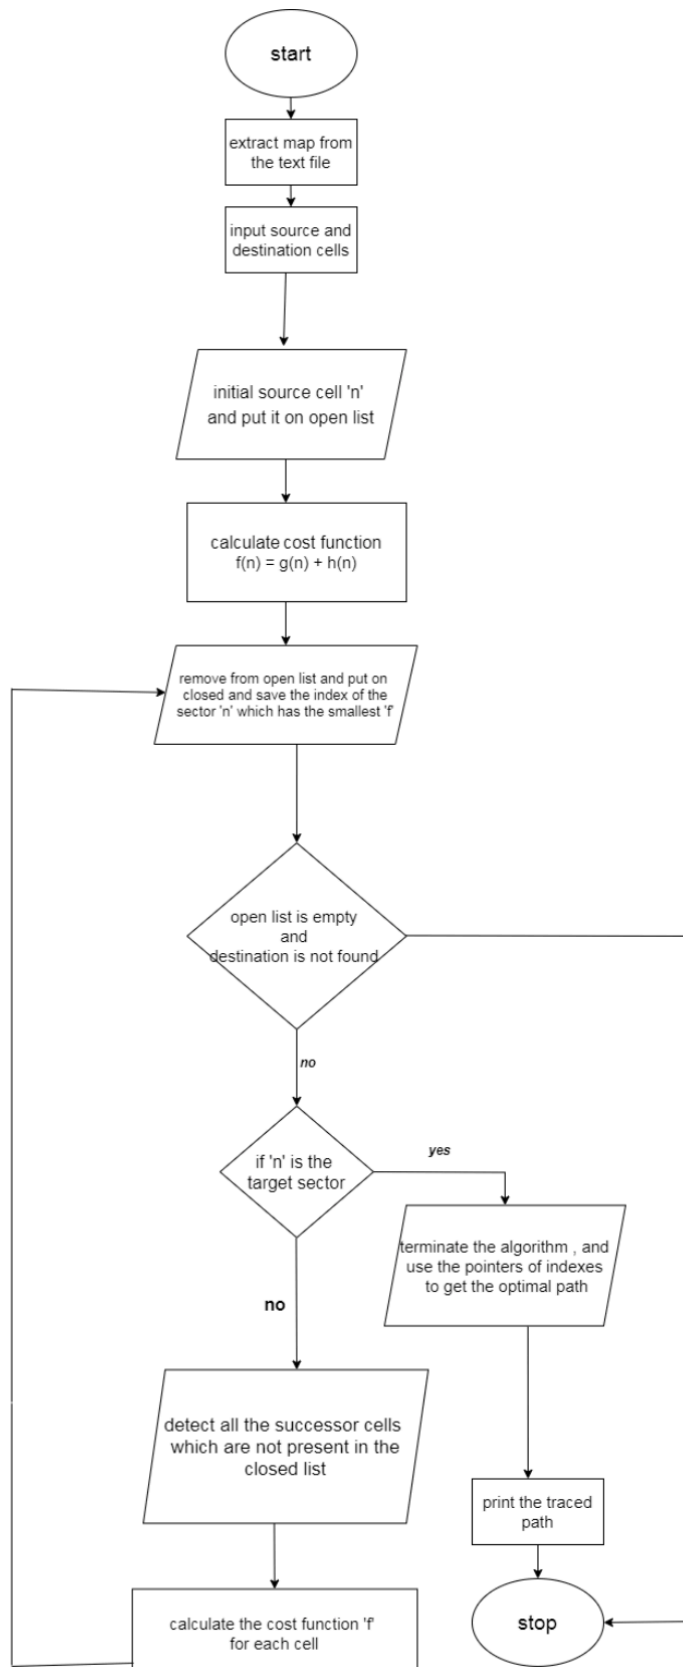 start
extract map from
the text file
input source and
destination cells
initial source cell 'n'
and put it on open list
calculate cost function
f(n) = g(n) + h(n)
remove from open list and put on
closed and save the index of the
sector 'n' which has the smallest 'f'
open list is empty
and
destination is not found
no
if 'n' is the
target sector
yes
terminate the algorithm , and
use the pointers of indexes
to get the optimal path
no
detect all the successor cells
which are not present in the
closed list
print the traced
path
calculate the cost function 'f'
for each cell
stop